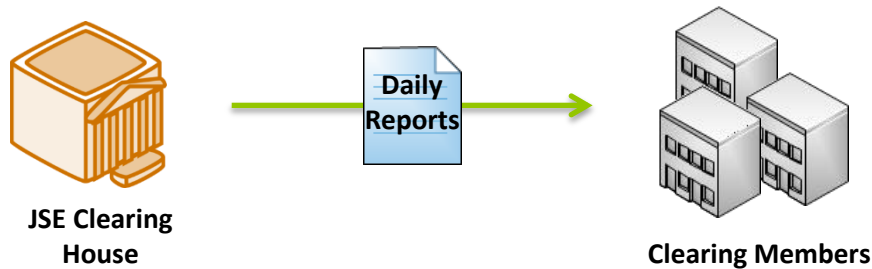 Daily
Reports
JSE Clearing
House
Clearing Members